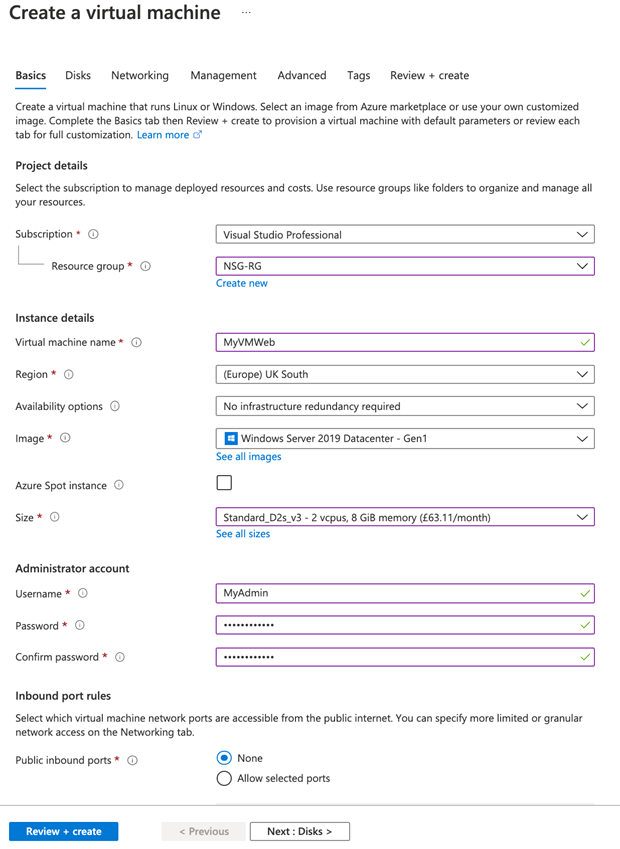 Create a virtual machine ...
Basics Disks Networking Management Advanced Tags Review + create
Create a virtual machine that runs Linux or Windows. Select an image from Azure marketplace or use your own customized
image. Complete the Basics tab then Review + create to provision a virtual machine with default parameters or review each
tab for full customization. Learn more
Project details
Select the subscription to manage deployed resources and costs. Use resource groups like folders to organize and manage all
your resources.
Subscription * Visual Studio Professional
Resource group * NSG-RG
Create new
Instance details
Virtual machine name * MyVMWeb
Region * (Europe) UK South
Availability options No infrastructure redundancy required
Image * Windows Server 2019 Datacenter - Gen1
See all images
Azure Spot instance
Size * Standard_D2s_v3 - 2 vcpus, 8 GiB memory (£63.11/month)
See all sizes
Administrator account
Username * MyAdmin
Password * ••••••••••••
Confirm password * ••••••••••••
Inbound port rules
Select which virtual machine network ports are accessible from the public internet. You can specify more limited or granular
network access on the Networking tab.
Public inbound ports * None
Allow selected ports
Review + create < Previous Next : Disks >